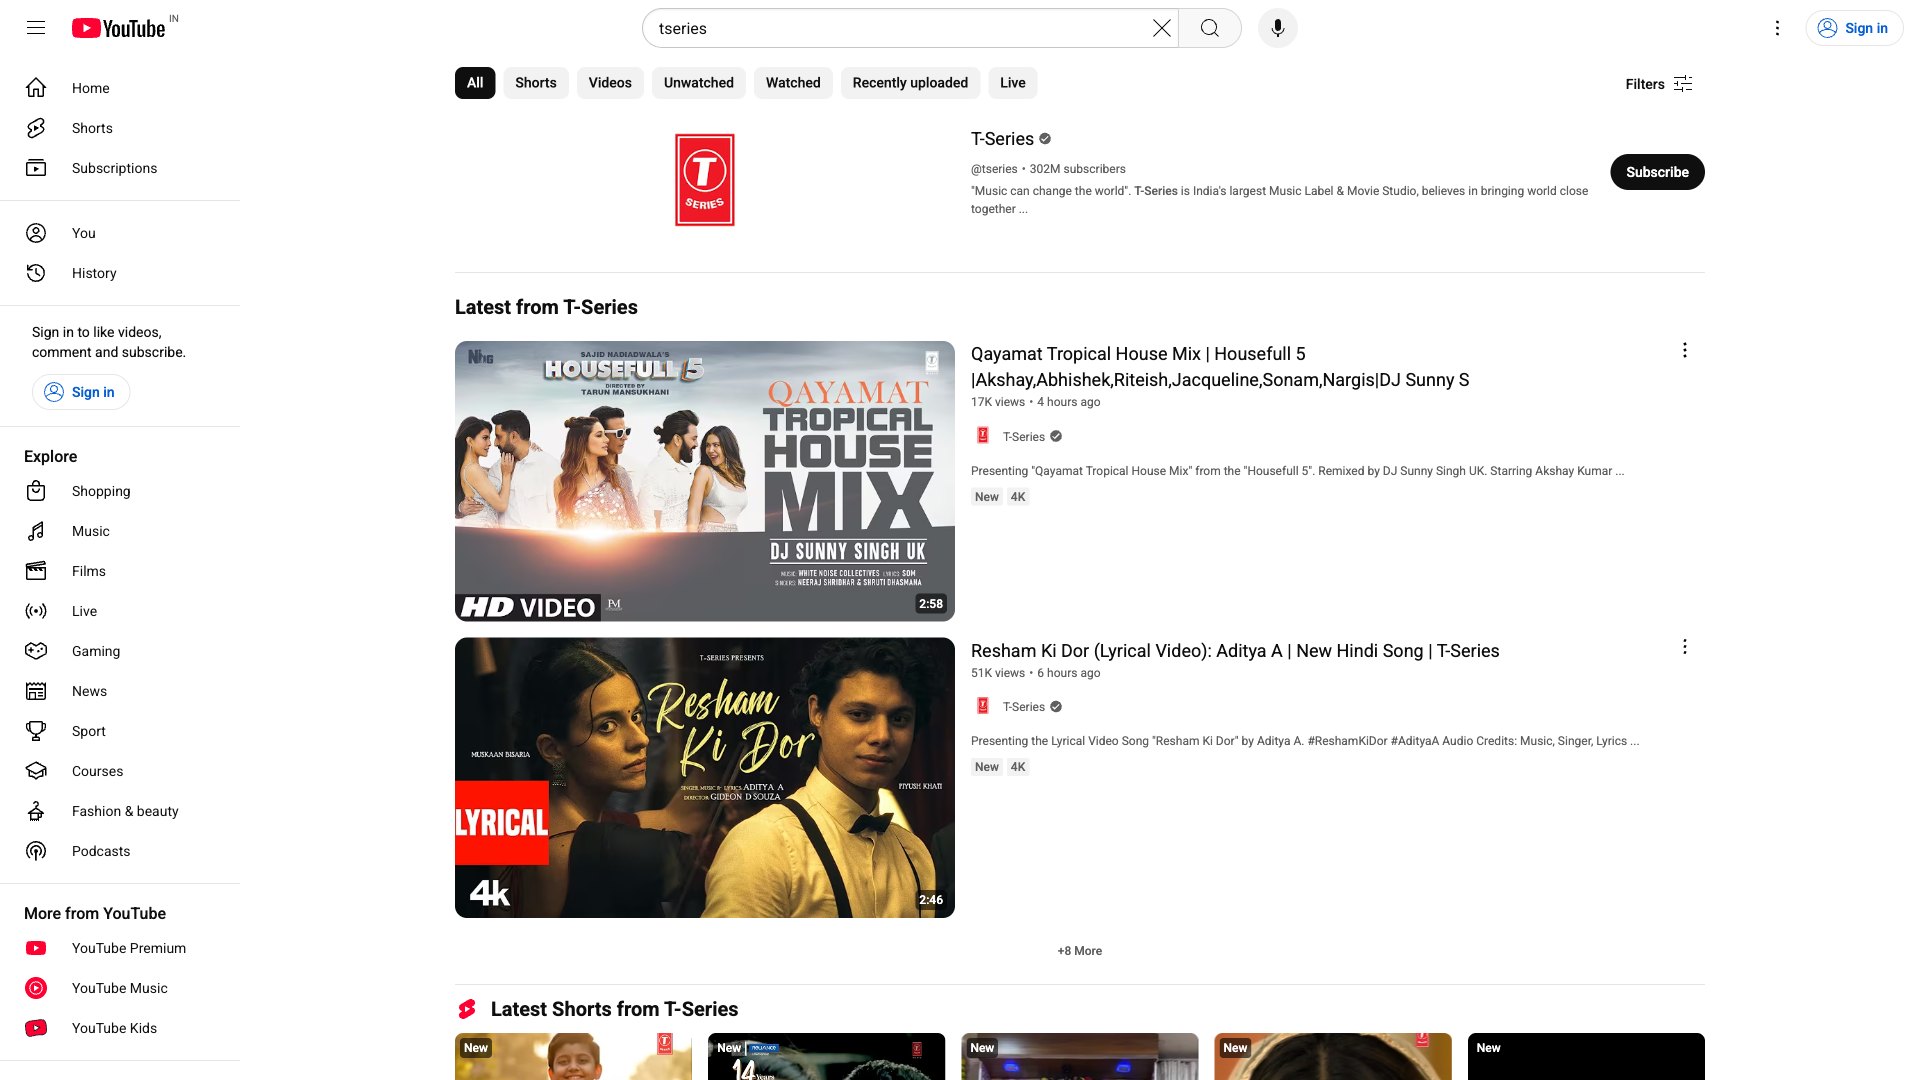 YouTube IN
tseries
Sign in
Home
Shorts
Subscriptions
You
History
Sign in to like videos,
comment and subscribe.
Sign in
Explore
Shopping
Music
Films
Live
Gaming
News
Sport
Courses
Fashion & beauty
Podcasts
More from YouTube
YouTube Premium
YouTube Music
YouTube Kids
All Shorts Videos Unwatched Watched Recently uploaded Live
Filters
T
SERIES
T-Series
@tseries • 302M subscribers
"Music can change the world". T-Series is India's largest Music Label & Movie Studio, believes in bringing world close
together ...
Subscribe
Latest from T-Series
SAJID NADIADWALA'S
HOUSEFULL 5
DIRECTED BY
TARUN MANSUKHANI
QAYAMAT
TROPICAL
HOUSE
MIX
DJ SUNNY SINGH UK
MUSIC: WHITE NOISE COLLECTIVES LYRICS: SOM
SINGERS: NEERAJ SHRIDHAR & SHRUTI DHASMANA
HD VIDEO
2:58
Qayamat Tropical House Mix | Housefull 5
|Akshay,Abhishek,Riteish,Jacqueline,Sonam,Nargis|DJ Sunny S
17K views • 4 hours ago
T-Series
Presenting "Qayamat Tropical House Mix" from the "Housefull 5". Remixed by DJ Sunny Singh UK. Starring Akshay Kumar ...
New 4K
T-SERIES PRESENTS
Resham
Ki Dor
MUSKAAN BISARIA
SINGER, MUSIC & LYRICS ADITYA A
DIRECTOR GIDEON D SOUZA
PIYUSH KHATI
LYRICAL
4k
2:46
Resham Ki Dor (Lyrical Video): Aditya A | New Hindi Song | T-Series
51K views • 6 hours ago
T-Series
Presenting the Lyrical Video Song "Resham Ki Dor" by Aditya A. #ReshamKiDor #AdityaA Audio Credits: Music, Singer, Lyrics ...
New 4K
+8 More
Latest Shorts from T-Series
New
New
RELIANCE
14 Years
New
New
New